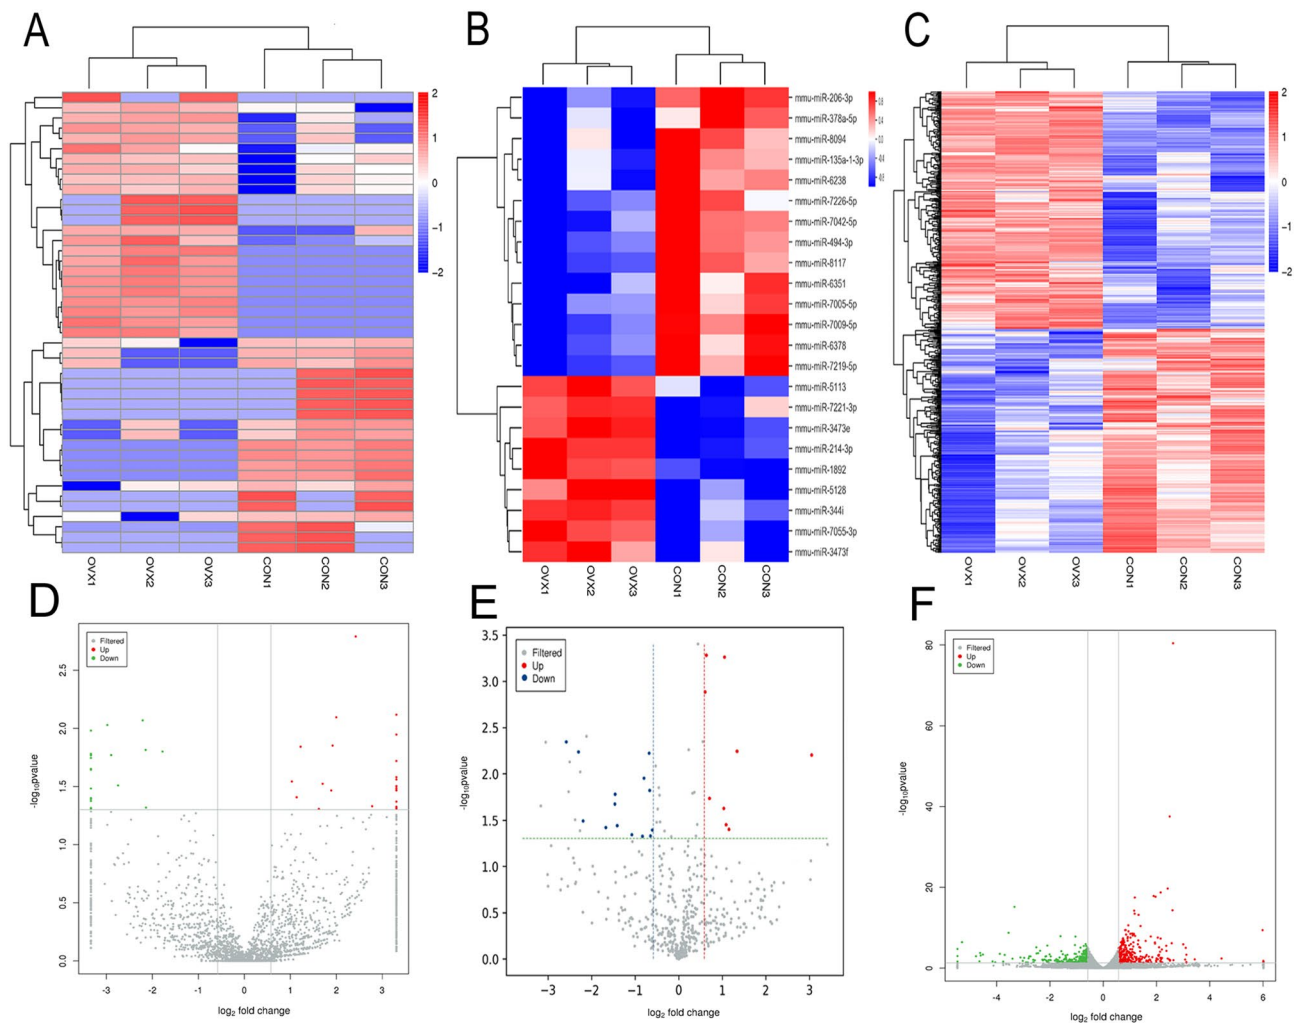 A
B
C
2
1
0
−1
−2
mmu-miR-206-3p
mmu-miR-378a-5p
mmu-miR-8094
mmu-miR-135a-1-3p
mmu-miR-6238
mmu-miR-7226-5p
mmu-miR-7042-5p
mmu-miR-494-3p
mmu-miR-8117
mmu-miR-6351
mmu-miR-7005-5p
mmu-miR-7009-5p
mmu-miR-6378
mmu-miR-7219-5p
mmu-miR-5113
mmu-miR-7221-3p
mmu-miR-3473e
mmu-miR-214-3p
mmu-miR-1892
mmu-miR-5128
mmu-miR-344i
mmu-miR-7055-3p
mmu-miR-3473f
2
1
0
−1
−2
OVX1 OVX2 OVX3 CON1 CON2 CON3
OVX1 OVX2 OVX3 CON1 CON2 CON3
OVX1 OVX2 OVX3 CON1 CON2 CON3
D
Filtered
Up
Down
-log10pvalue
2.5
2.0
1.5
1.0
0.5
0.0
-3 -2 -1 0 1 2 3
log2 fold change
E
Filtered
Up
Down
-log10pvalue
3.5
3.0
2.5
2.0
1.5
1.0
0.5
0.0
−3 −2 −1 0 1 2 3
log2 fold change
F
Filtered
Up
Down
-log10pvalue
80
60
40
20
0
-4 -2 0 2 4 6
log2 fold change